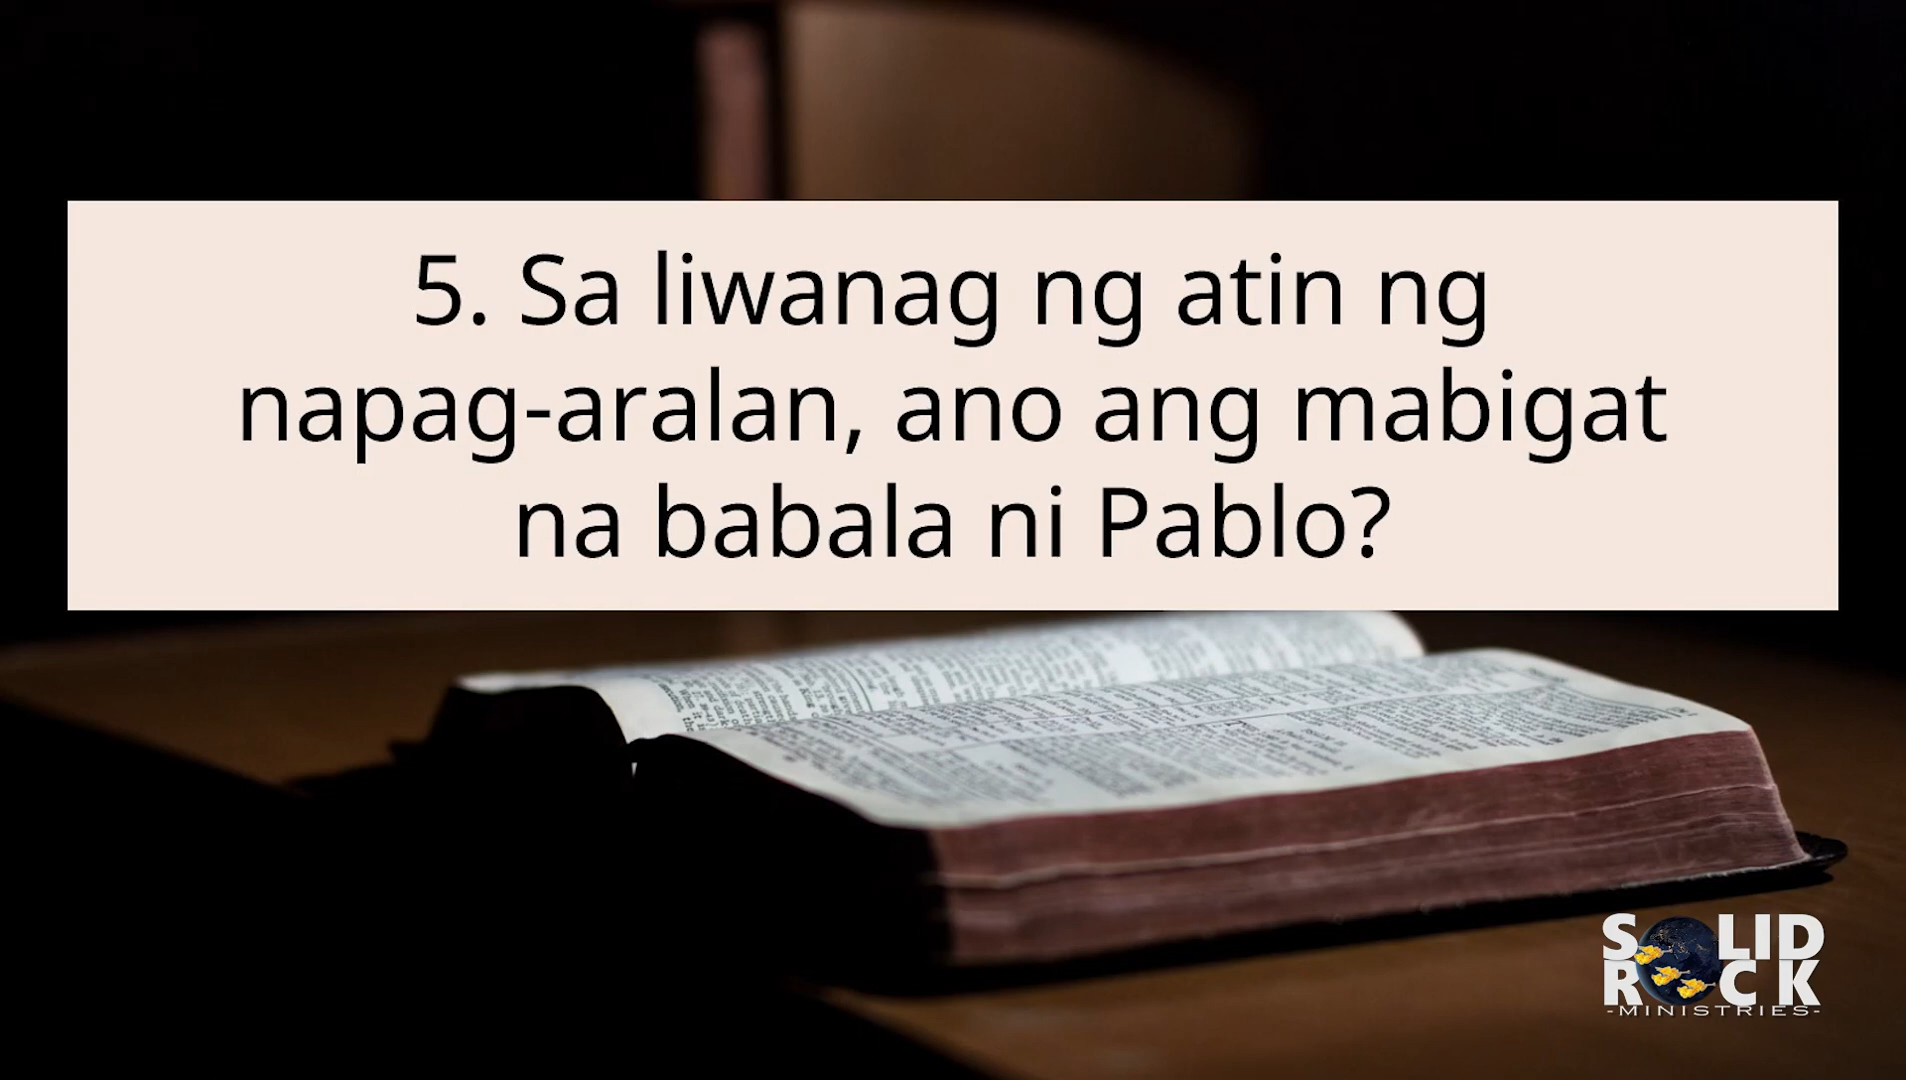 5. Sa liwanag ng atin ng
napag-aralan, ano ang mabigat
na babala ni Pablo?
SOLID
ROCK
-MINISTRIES-